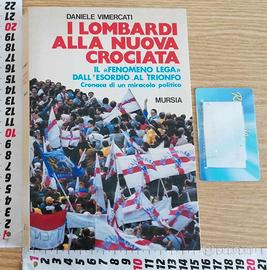 DANIELE VIMERCATI
I LOMBARDI
ALLA NUOVA
CROCIATA
IL «FENOMENO LEGA»
DALL'ESORDIO AL TRIONFO
Cronaca di un miracolo politico
MURSIA